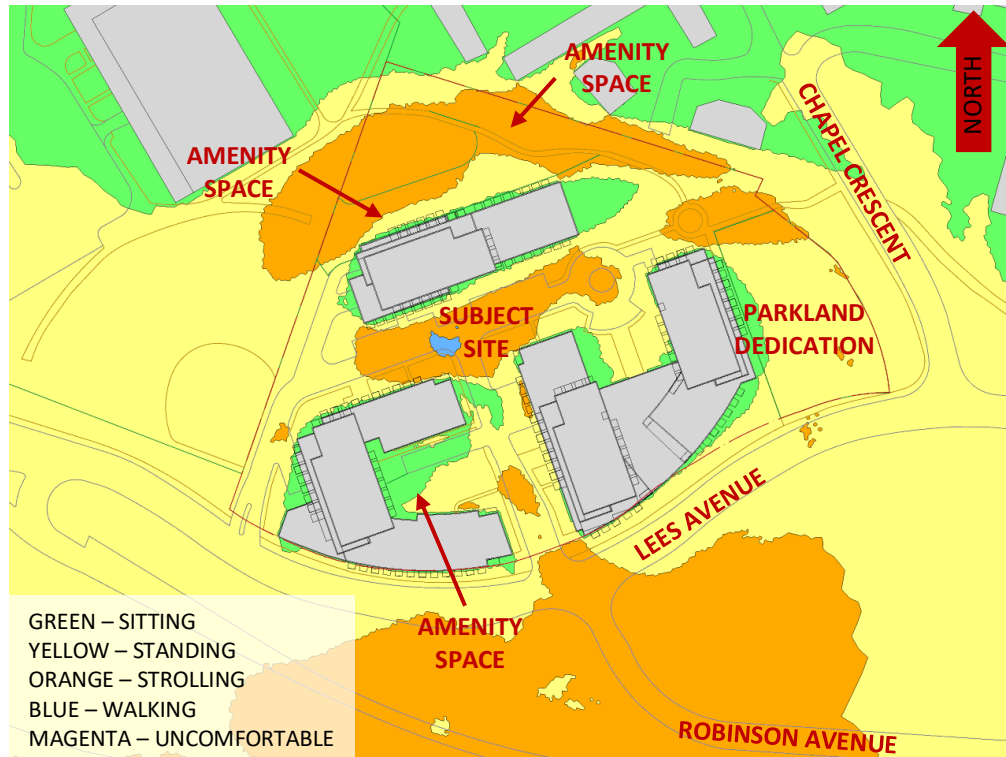 AMENITY
SPACE
NORTH
CHAPEL CRESCENT
AMENITY
SPACE
SUBJECT
SITE
PARKLAND
DEDICATION
LEES AVENUE
AMENITY
SPACE
GREEN – SITTING
YELLOW – STANDING
ORANGE – STROLLING
BLUE – WALKING
MAGENTA – UNCOMFORTABLE
ROBINSON AVENUE